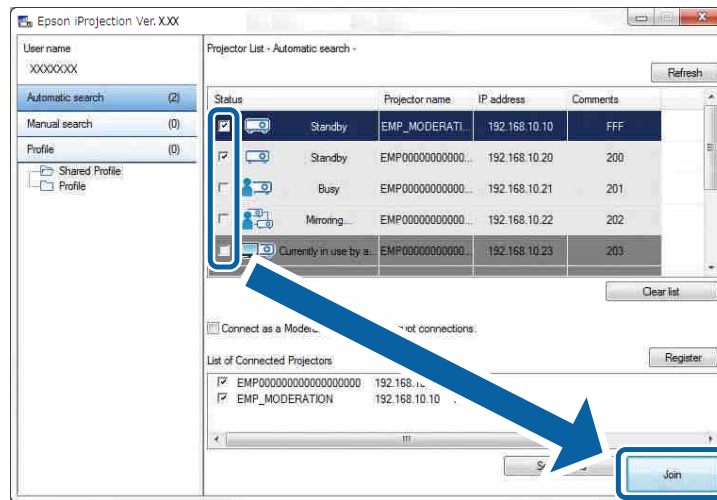 Epson iProjection Ver. X.XX
User name
XXXXXXX
Automatic search (2)
Manual search (0)
Profile (0)
Shared Profile
Profile
Projector List - Automatic search -
Refresh
Status Projector name IP address Comments
Standby EMP_MODERATI... 192.168.10.10 FFF
Standby EMP00000000000... 192.168.10.20 200
Busy EMP00000000000... 192.168.10.21 201
Mirroring... EMP00000000000... 192.168.10.22 202
Currently in use by a... EMP00000000000... 192.168.10.23 203
Clear list
Connect as a connections.
List of Connected Projectors
Register
EMP000000000000000000 192.168.
EMP_MODERATION 192.168.10.10
Join